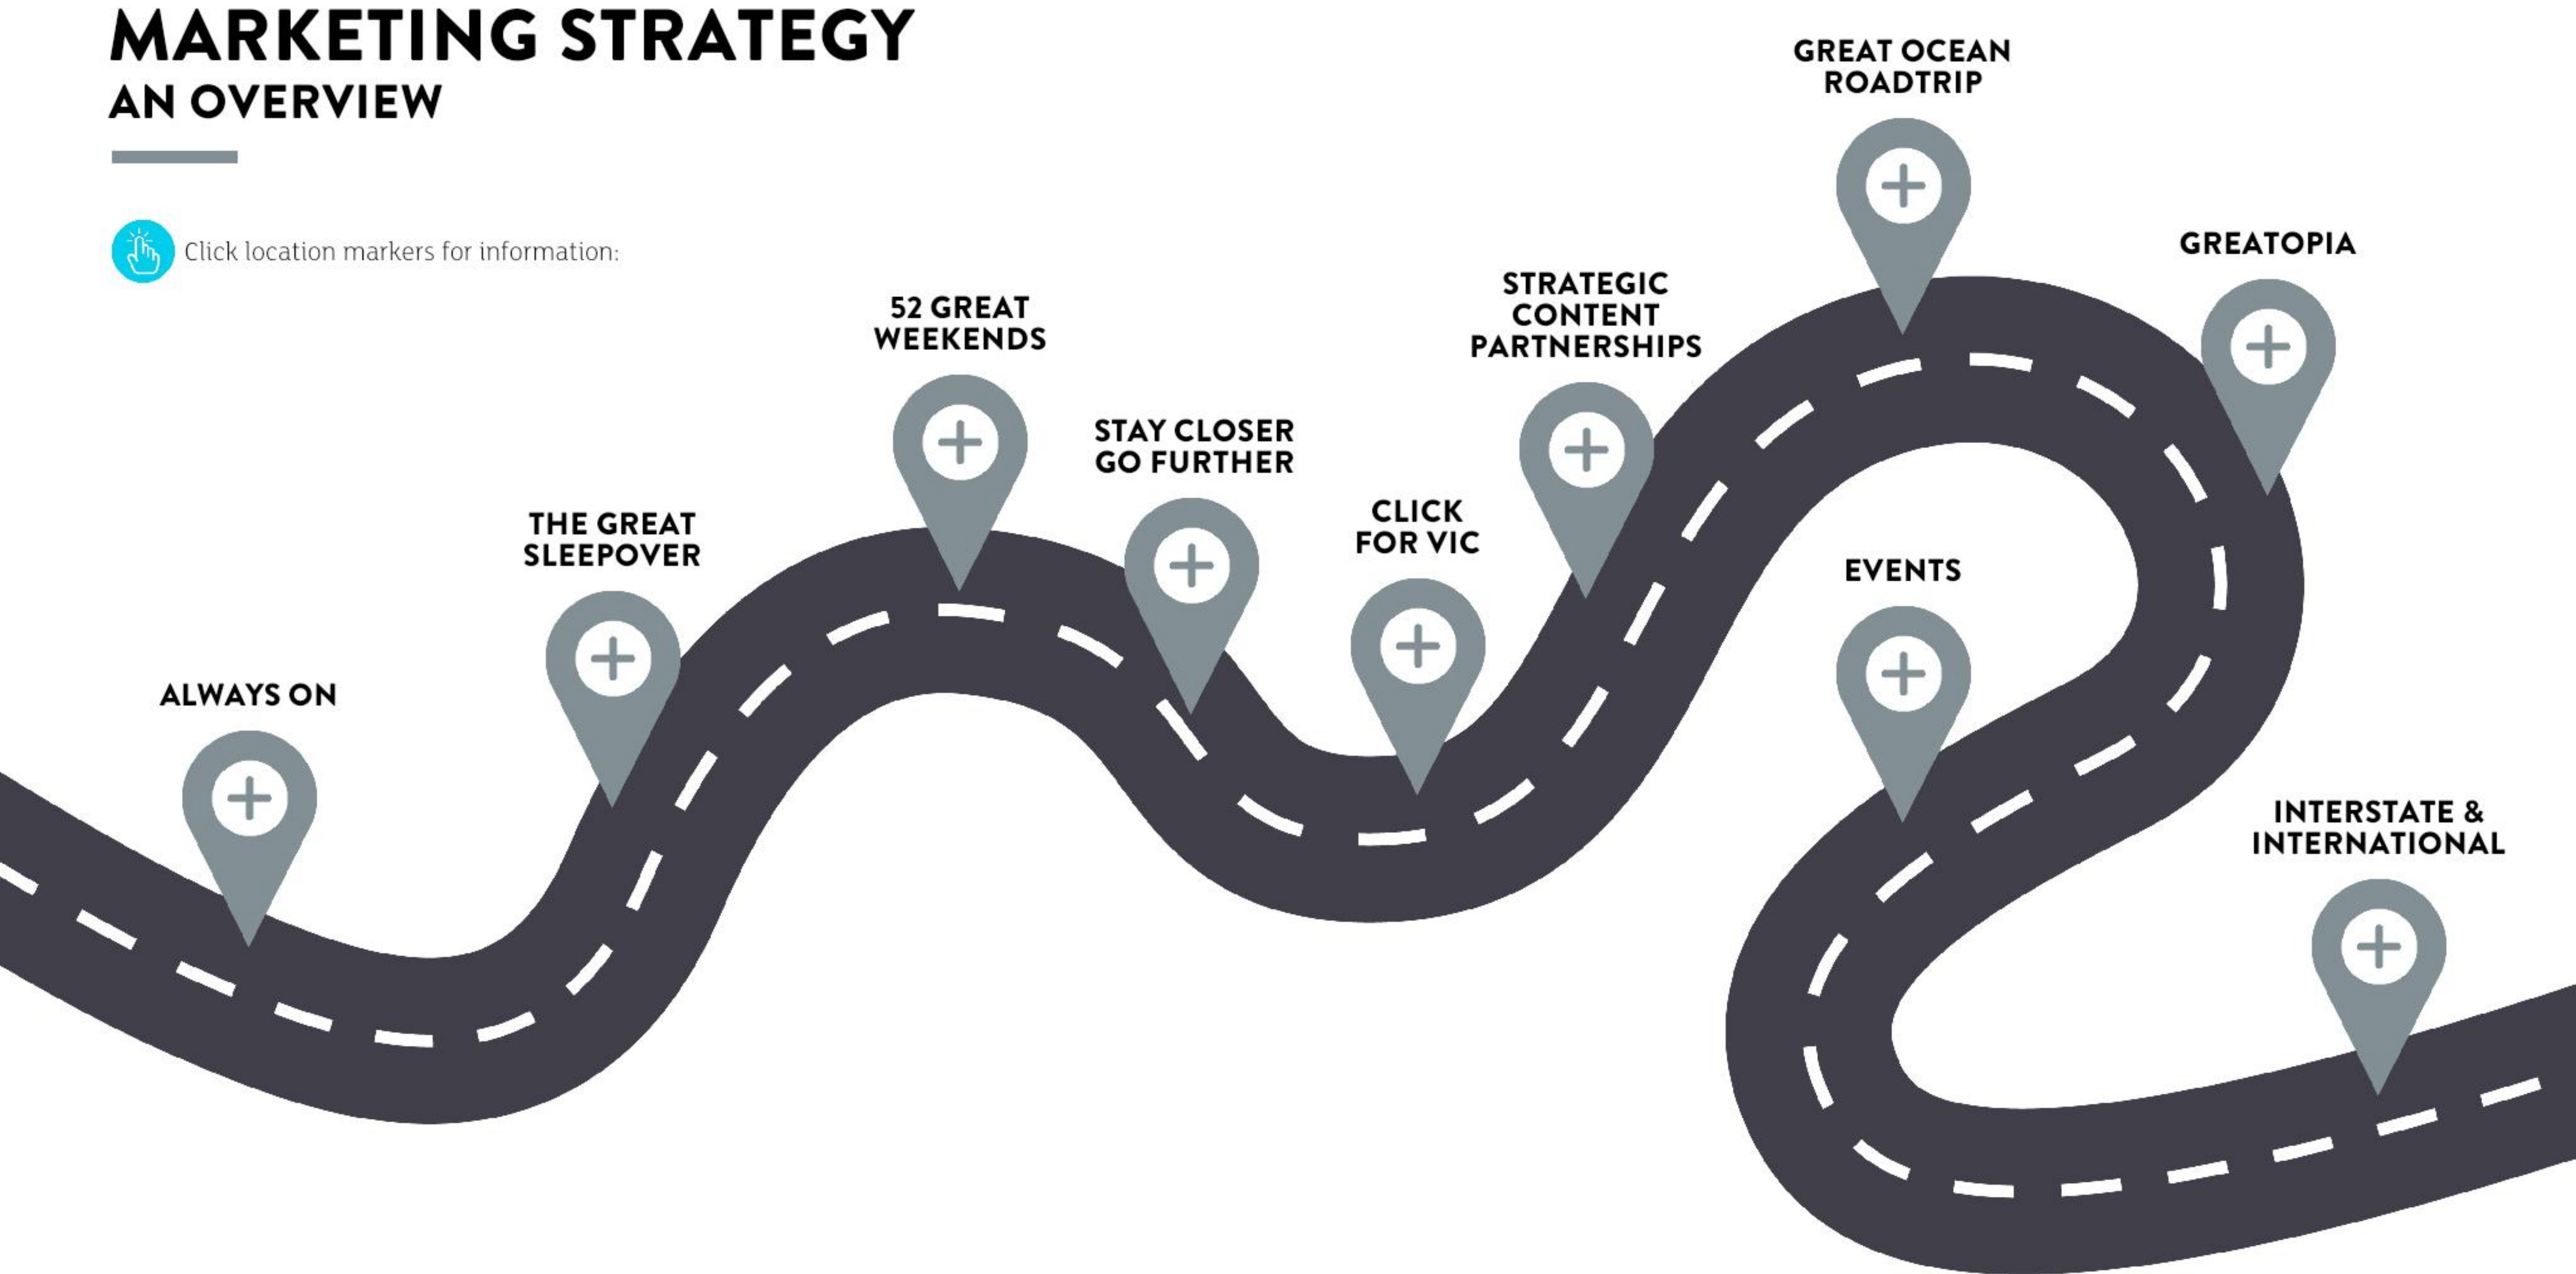 MARKETING STRATEGY
AN OVERVIEW
Click location markers for information:
ALWAYS ON
THE GREAT
SLEEPOVER
52 GREAT
WEEKENDS
STAY CLOSER
GO FURTHER
CLICK
FOR VIC
STRATEGIC
CONTENT
PARTNERSHIPS
GREAT OCEAN
ROADTRIP
GREATOPIA
EVENTS
INTERSTATE &
INTERNATIONAL